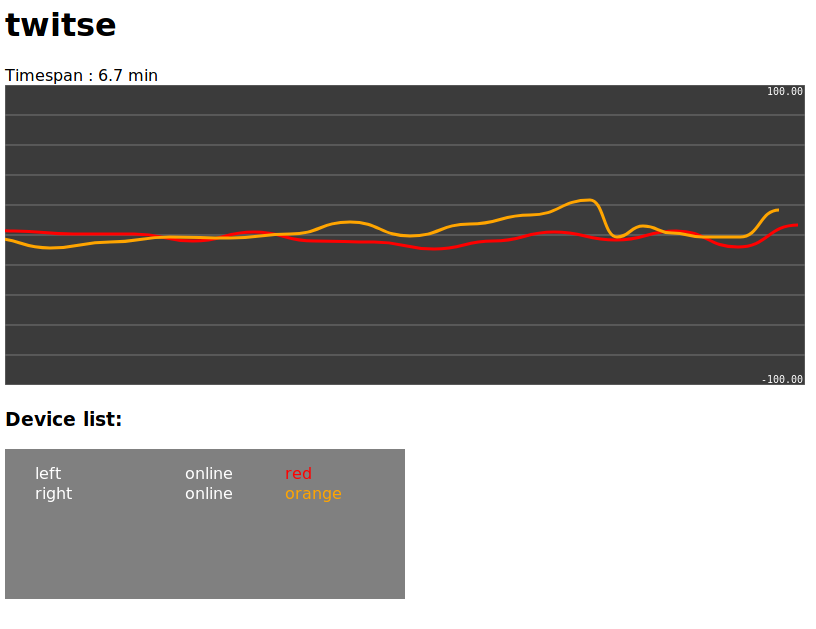 twitse
Timespan : 6.7 min
100.00
-100.00
Device list:
left online red
right online orange